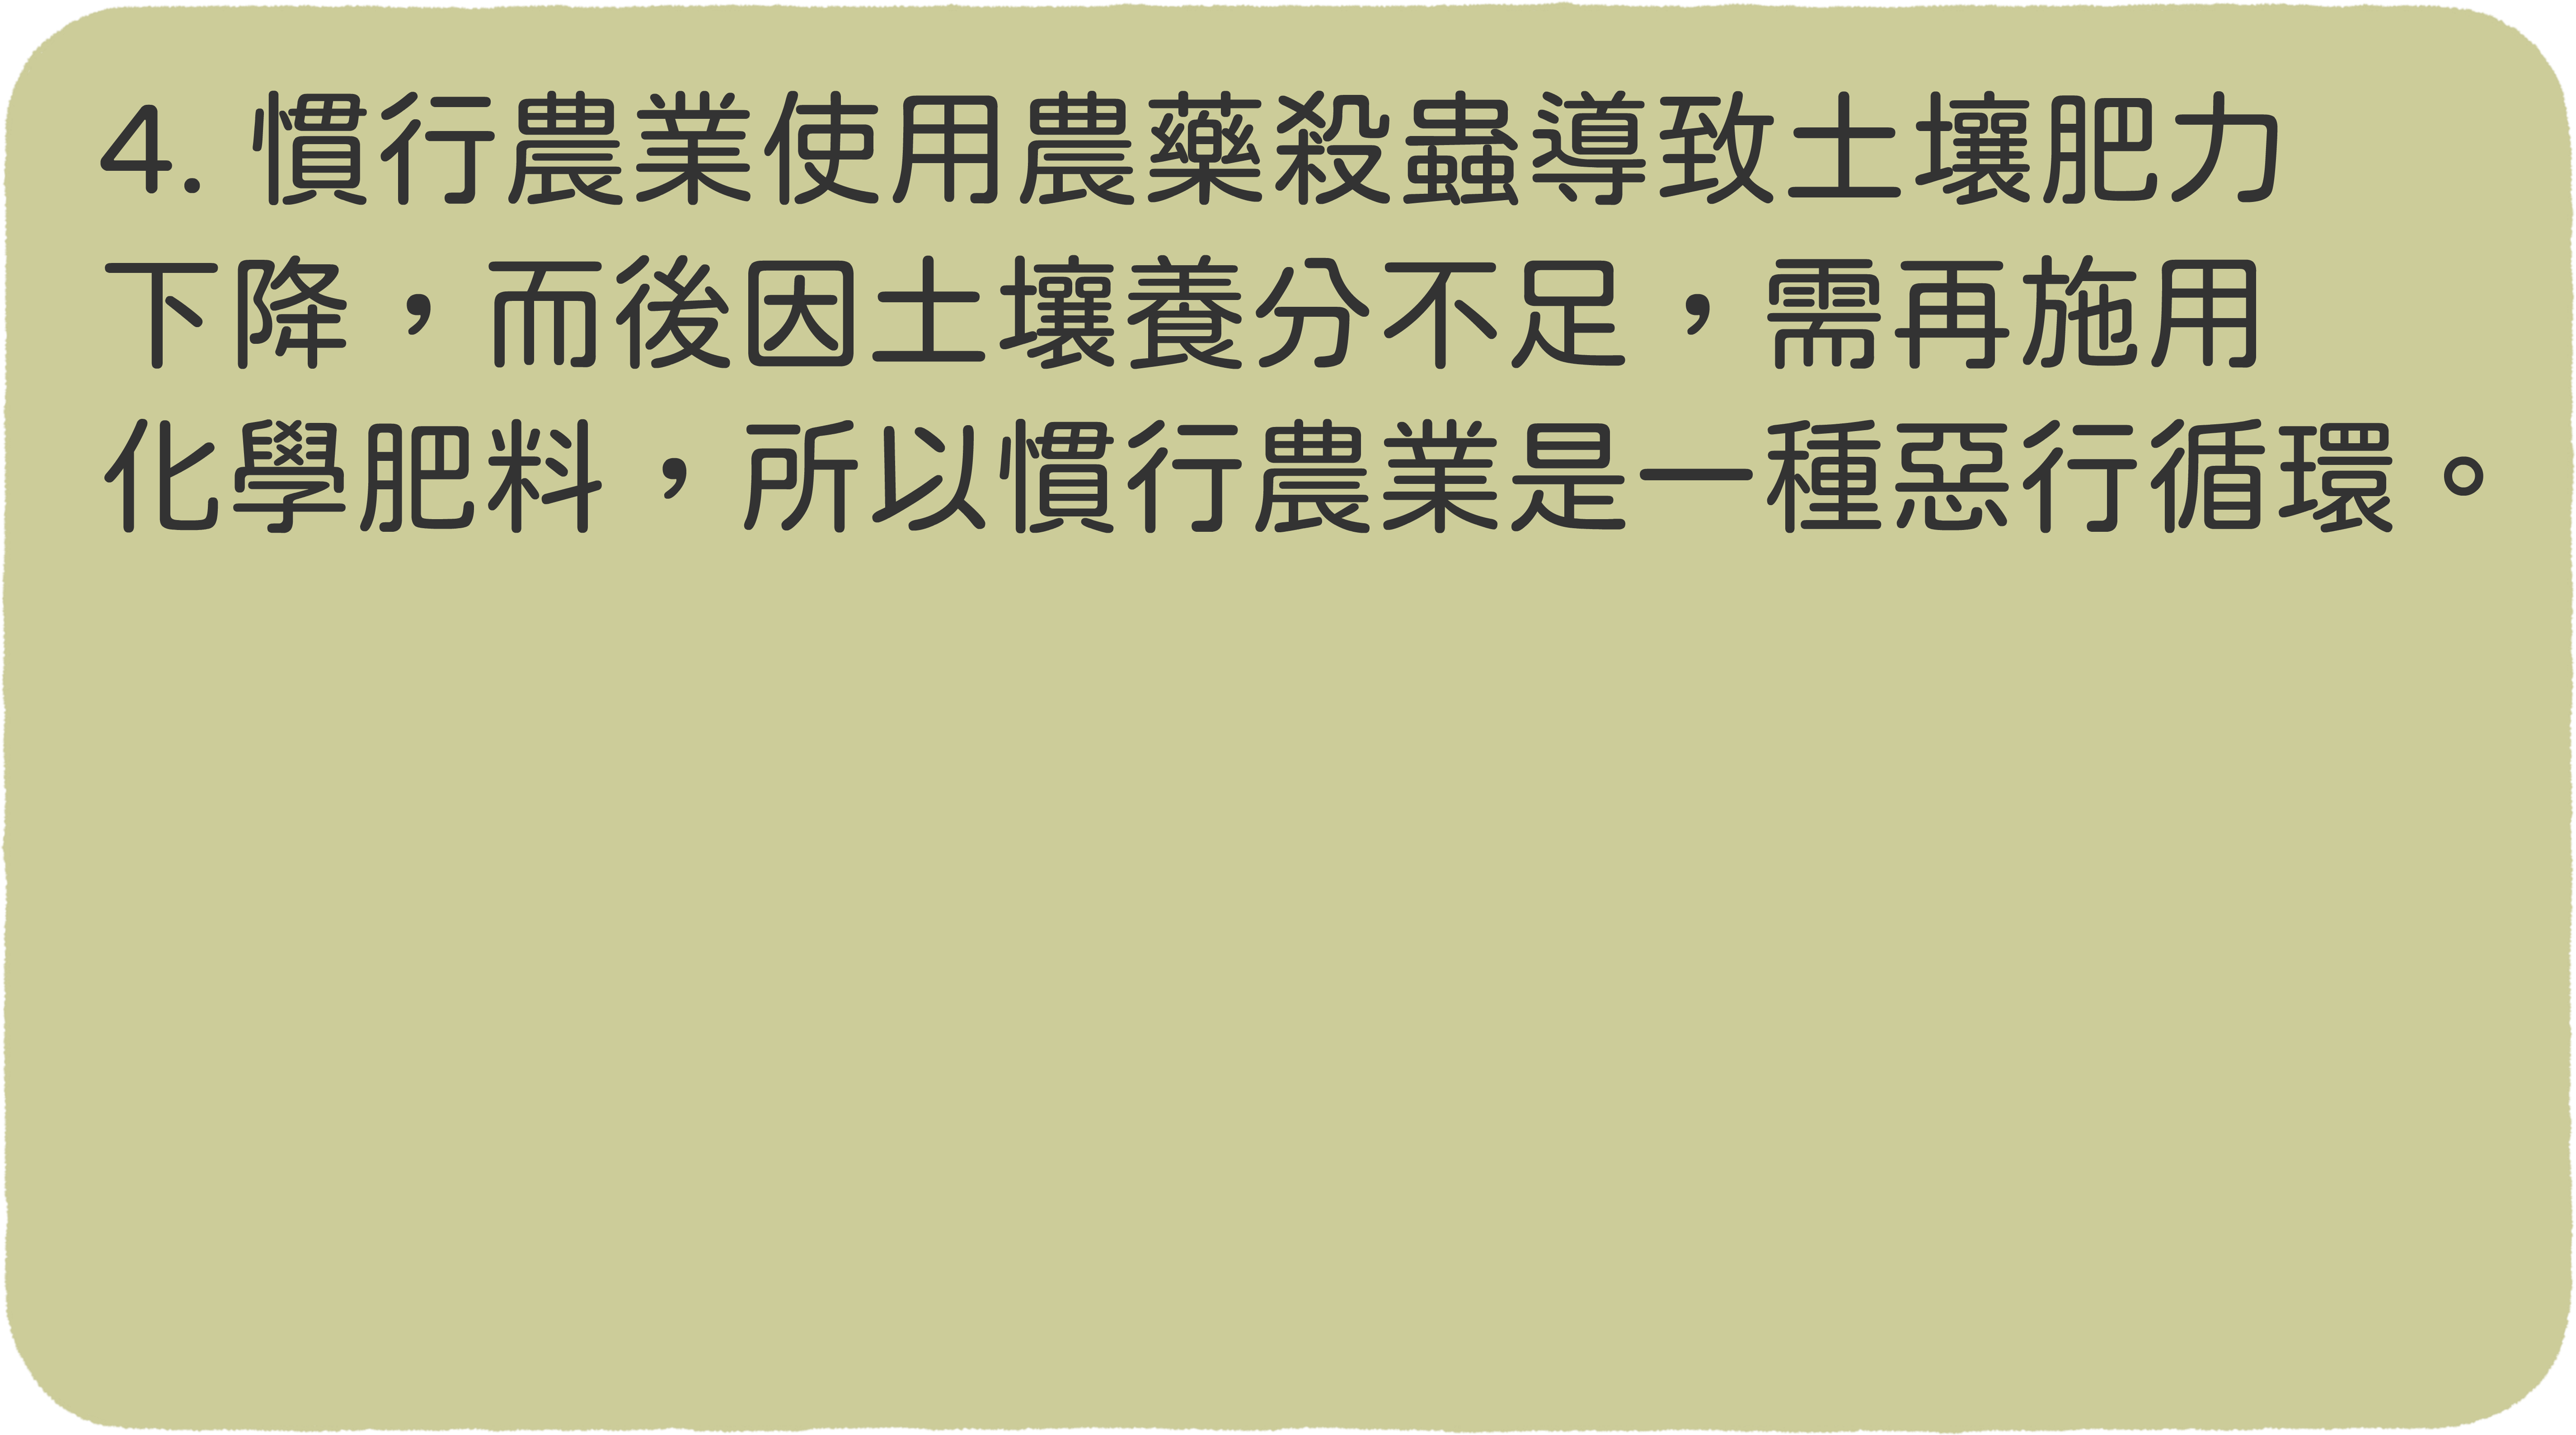 4. 慣行農業使用農藥殺蟲導致土壤肥力
下降，而後因土壤養分不足，需再施用
化學肥料，所以慣行農業是一種惡行循環。